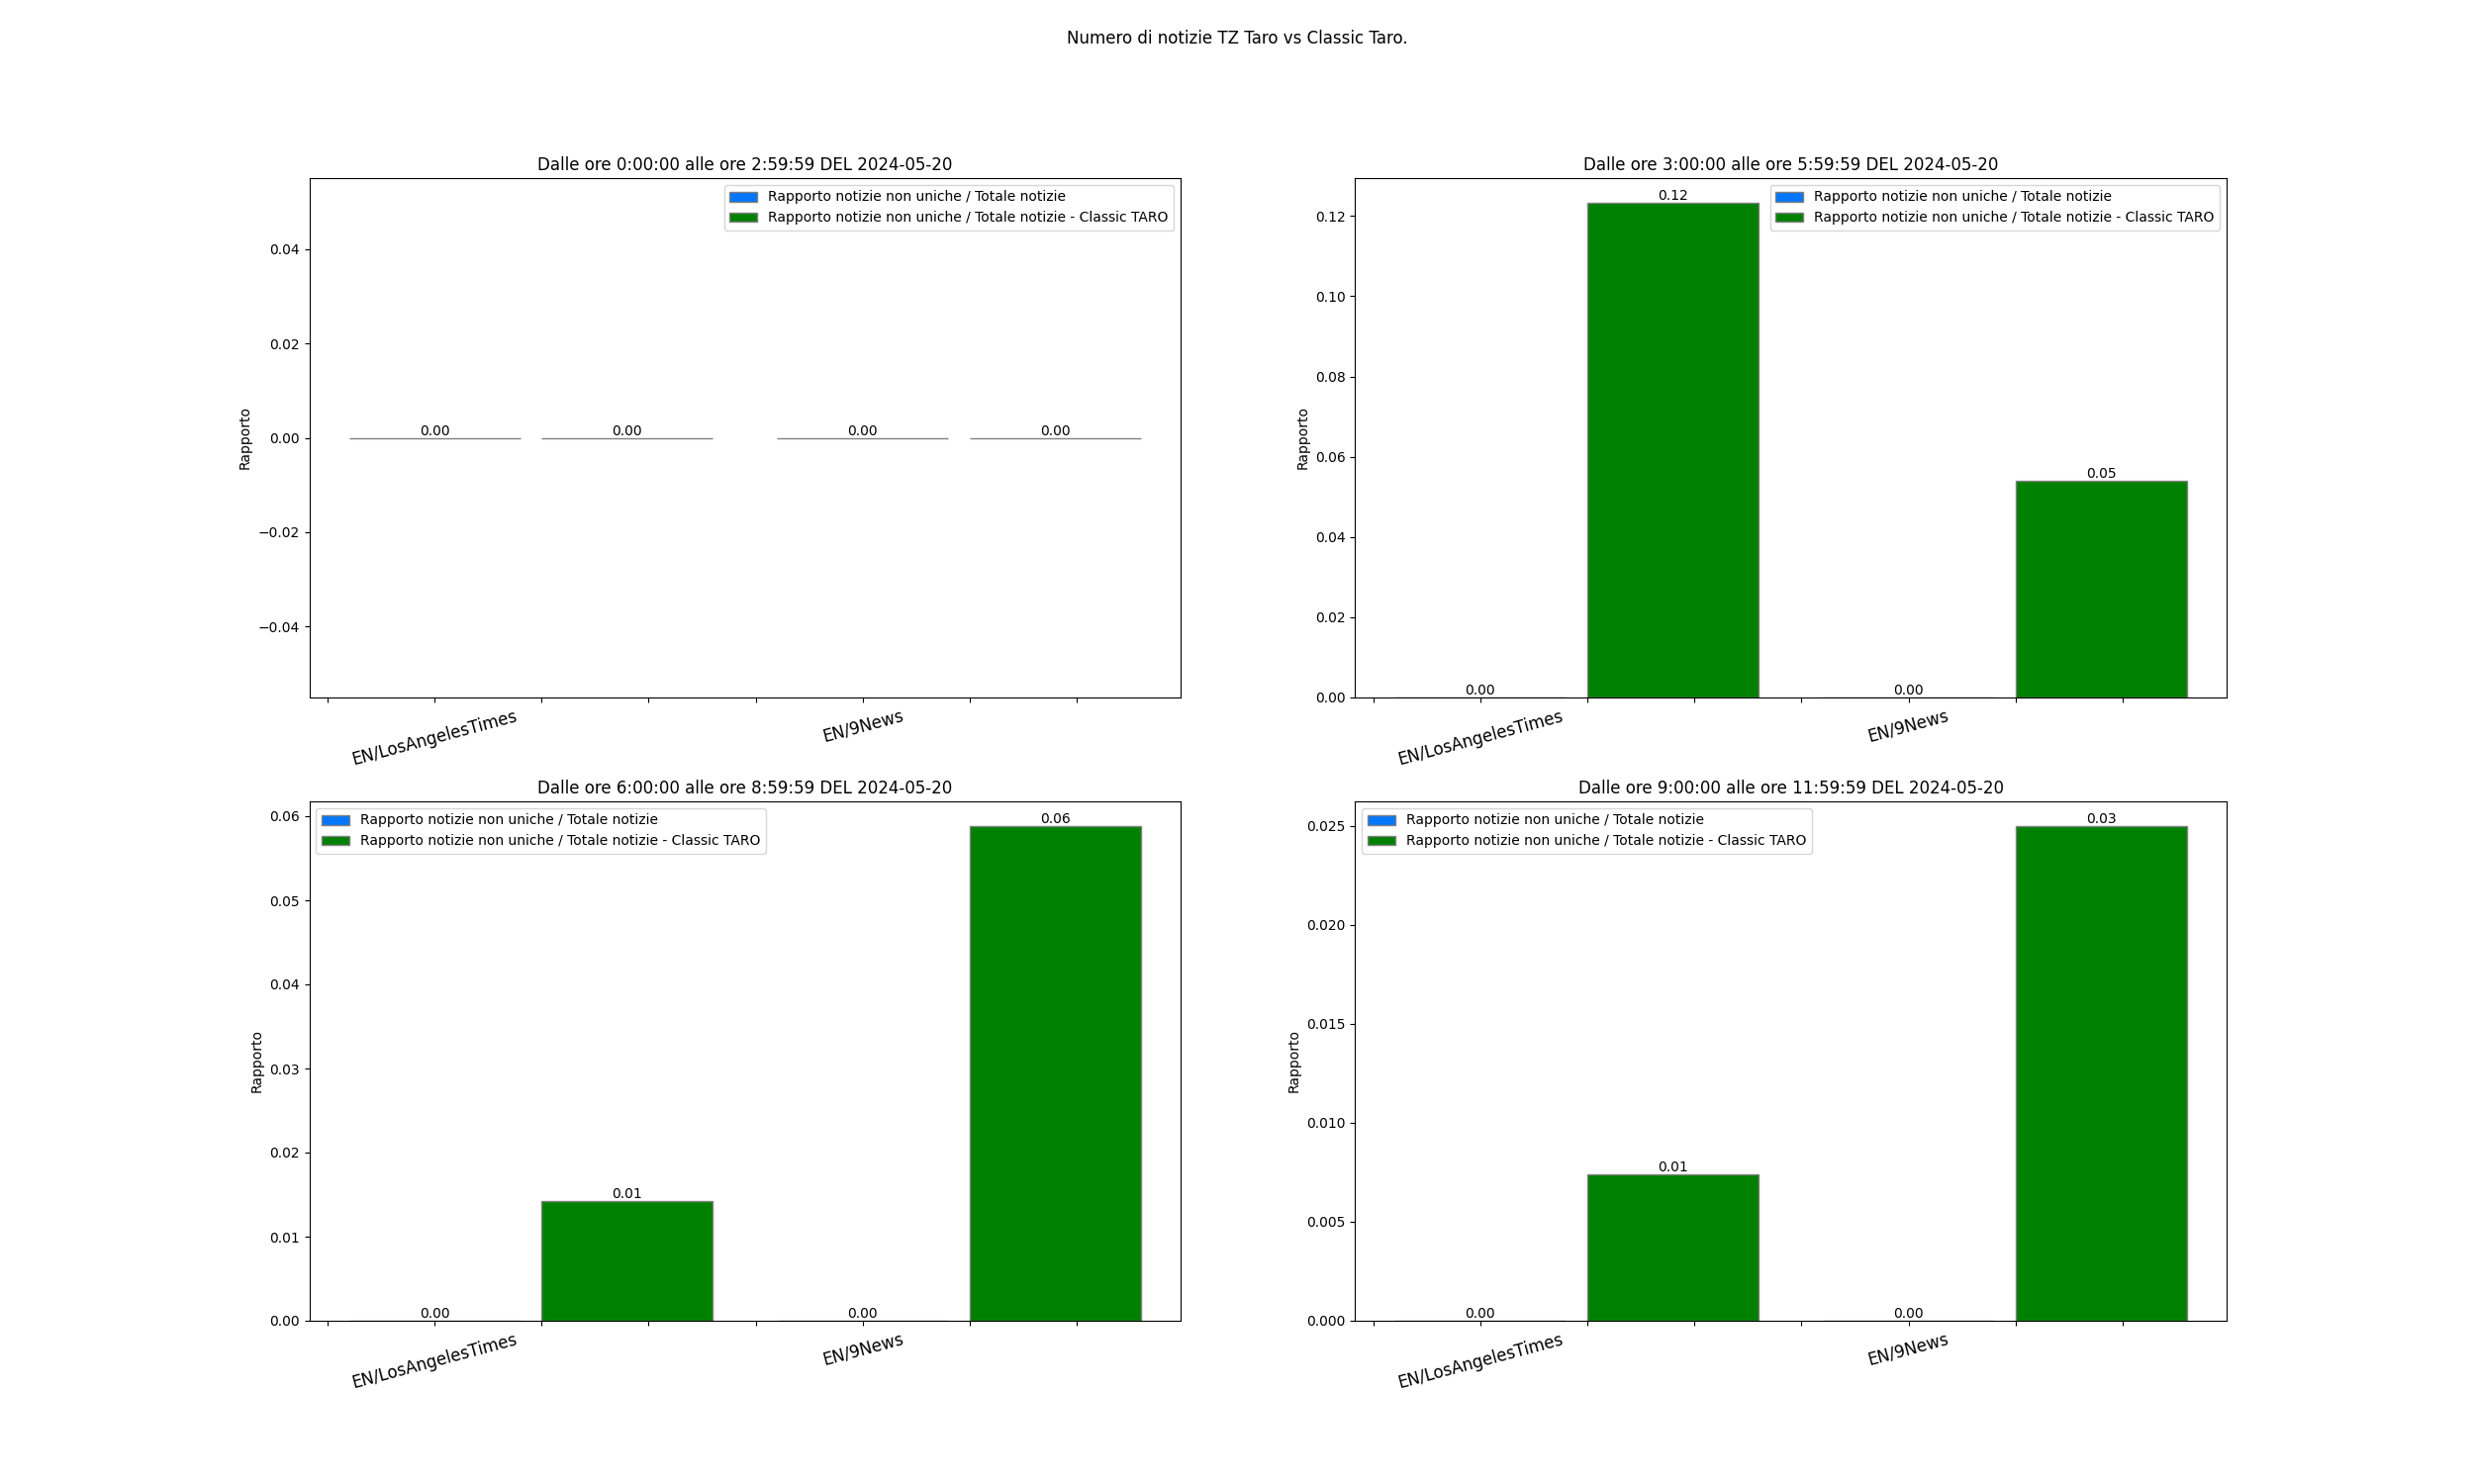 Numero di notizie TZ Taro vs Classic Taro.
Dalle ore 0:00:00 alle ore 2:59:59 DEL 2024-05-20
Rapporto notizie non uniche / Totale notizie
Rapporto notizie non uniche / Totale notizie - Classic TARO
0.04
0.02
0.00
−0.02
−0.04
Rapporto
0.00
0.00
0.00
0.00
EN/LosAngelesTimes
EN/9News
Dalle ore 3:00:00 alle ore 5:59:59 DEL 2024-05-20
Rapporto notizie non uniche / Totale notizie
Rapporto notizie non uniche / Totale notizie - Classic TARO
0.12
0.10
0.08
0.06
0.04
0.02
0.00
Rapporto
0.00
0.12
0.00
0.05
EN/LosAngelesTimes
EN/9News
Dalle ore 6:00:00 alle ore 8:59:59 DEL 2024-05-20
Rapporto notizie non uniche / Totale notizie
Rapporto notizie non uniche / Totale notizie - Classic TARO
0.06
0.05
0.04
0.03
0.02
0.01
0.00
Rapporto
0.00
0.01
0.00
0.06
EN/LosAngelesTimes
EN/9News
Dalle ore 9:00:00 alle ore 11:59:59 DEL 2024-05-20
Rapporto notizie non uniche / Totale notizie
Rapporto notizie non uniche / Totale notizie - Classic TARO
0.025
0.020
0.015
0.010
0.005
0.000
Rapporto
0.00
0.01
0.00
0.03
EN/LosAngelesTimes
EN/9News